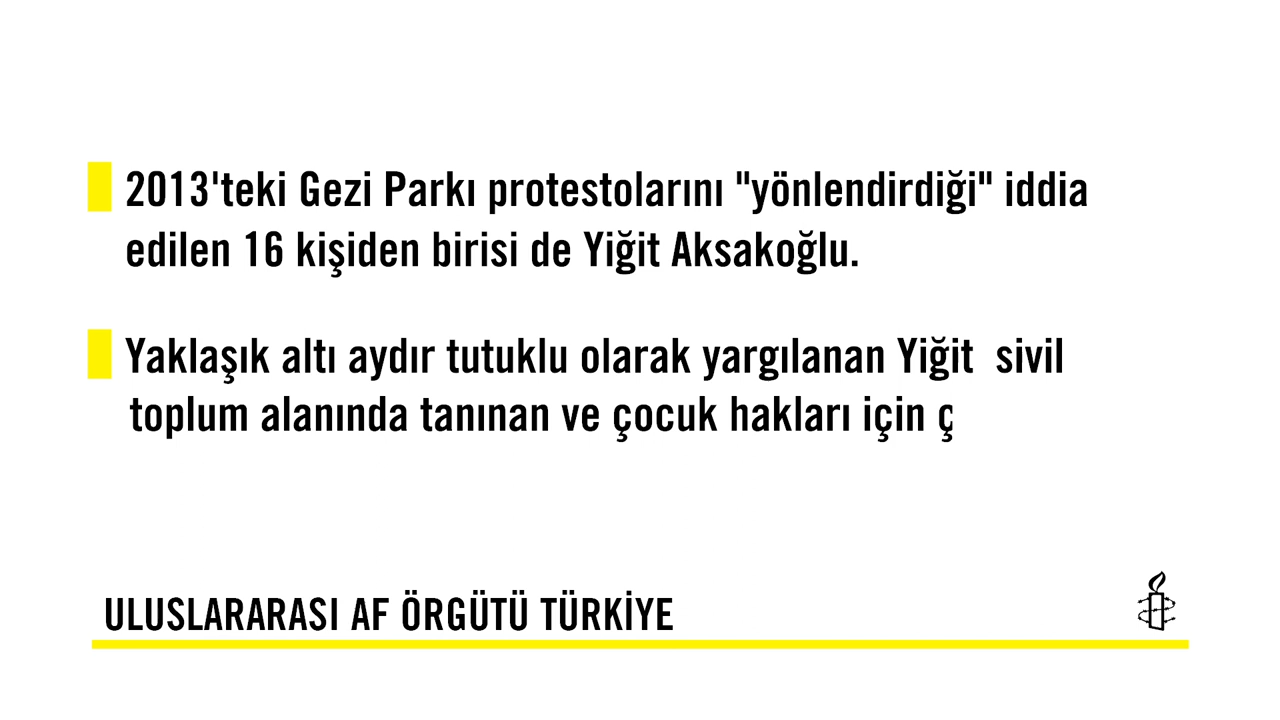 2013'teki Gezi Parkı protestolarını "yönlendirdiği" iddia
edilen 16 kişiden birisi de Yiğit Aksakoğlu.
Yaklaşık altı aydır tutuklu olarak yargılanan Yiğit  sivil
toplum alanında tanınan ve çocuk hakları için ç
ULUSLARARASI AF ÖRGÜTÜ TÜRKİYE